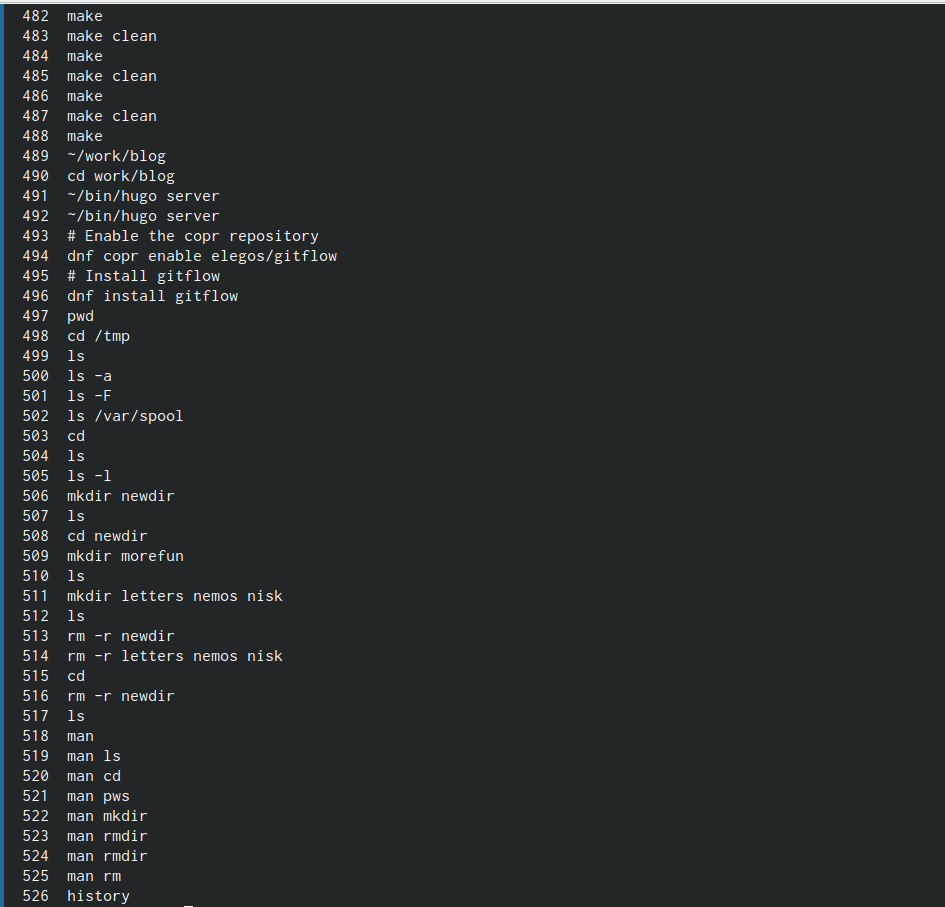 482 make
483 make clean
484 make
485 make clean
486 make
487 make clean
488 make
489 ~/work/blog
490 cd work/blog
491 ~/bin/hugo server
492 ~/bin/hugo server
493 # Enable the copr repository
494 dnf copr enable elegos/gitflow
495 # Install gitflow
496 dnf install gitflow
497 pwd
498 cd /tmp
499 ls
500 ls -a
501 ls -F
502 ls /var/spool
503 cd
504 ls
505 ls -l
506 mkdir newdir
507 ls
508 cd newdir
509 mkdir morefun
510 ls
511 mkdir letters nemos nisk
512 ls
513 rm -r newdir
514 rm -r letters nemos nisk
515 cd
516 rm -r newdir
517 ls
518 man
519 man ls
520 man cd
521 man pws
522 man mkdir
523 man rmdir
524 man rmdir
525 man rm
526 history